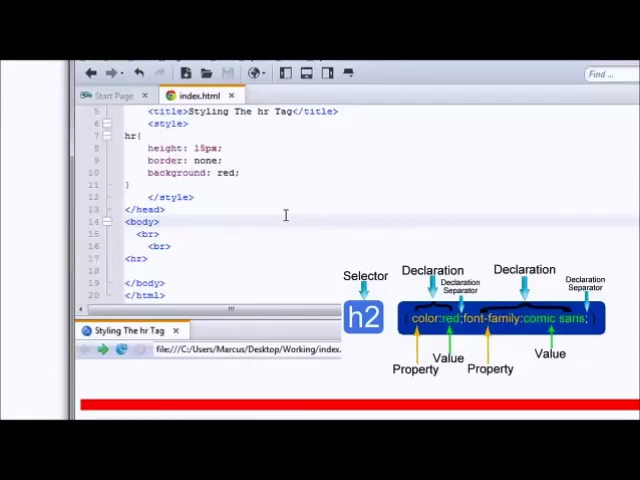 Find ...
Start Page
index.html
5 <title>Styling The hr Tag</title>
6 <style>
7 hr{
8 height: 15px;
9 border: none;
10 background: red;
11 }
12 </style>
13 </head>
14 <body>
15 <br>
16 <br>
17 <hr>
18
19 </body>
20 </html>
Selector
Declaration
Declaration
Declaration Separator
Declaration Separator
h2
{ color:red;font-family:comic sans; }
Property
Value
Property
Value
Styling The hr Tag
file:///C:/Users/Marcus/Desktop/Working/index.